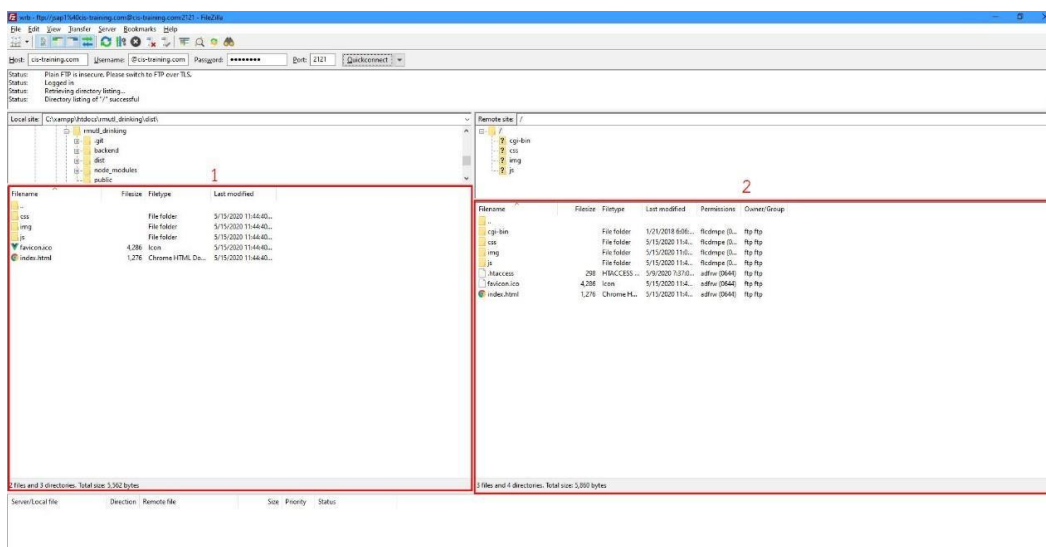 wrb - ftp://jsap1%40cis-training.com@cis-training.com:2121 - FileZilla
File Edit View Transfer Server Bookmarks Help
Host: cis-training.com Username: @cis-training.com Password: •••••••• Port: 2121 Quickconnect
Status: Plain FTP is insecure. Please switch to FTP over TLS.
Status: Logged in
Status: Retrieving directory listing...
Status: Directory listing of "/" successful
Local site: C:\xampp\htdocs\rmutl_drinking\dist\
rmutl_drinking
.git
backend
dist
node_modules
public
1
Filename Filesize Filetype Last modified
..
css File folder 5/15/2020 11:44:40...
img File folder 5/15/2020 11:44:40...
js File folder 5/15/2020 11:44:40...
favicon.ico 4,286 Icon 5/15/2020 11:44:40...
index.html 1,276 Chrome HTML Do... 5/15/2020 11:44:40...
2 files and 3 directories. Total size: 5,562 bytes
Remote site: /
/
? cgi-bin
? css
? img
? js
2
Filename Filesize Filetype Last modified Permissions Owner/Group
..
cgi-bin File folder 1/21/2018 6:06:... flcdmpe (0... ftp ftp
css File folder 5/15/2020 11:4... flcdmpe (0... ftp ftp
img File folder 5/15/2020 11:0... flcdmpe (0... ftp ftp
js File folder 5/15/2020 11:4... flcdmpe (0... ftp ftp
.htaccess 298 HTACCESS ... 5/9/2020 7:37:0... adfrw (0644) ftp ftp
favicon.ico 4,286 Icon 5/15/2020 11:4... adfrw (0644) ftp ftp
index.html 1,276 Chrome H... 5/15/2020 11:4... adfrw (0644) ftp ftp
3 files and 4 directories. Total size: 5,860 bytes
Server/Local file Direction Remote file Size Priority Status